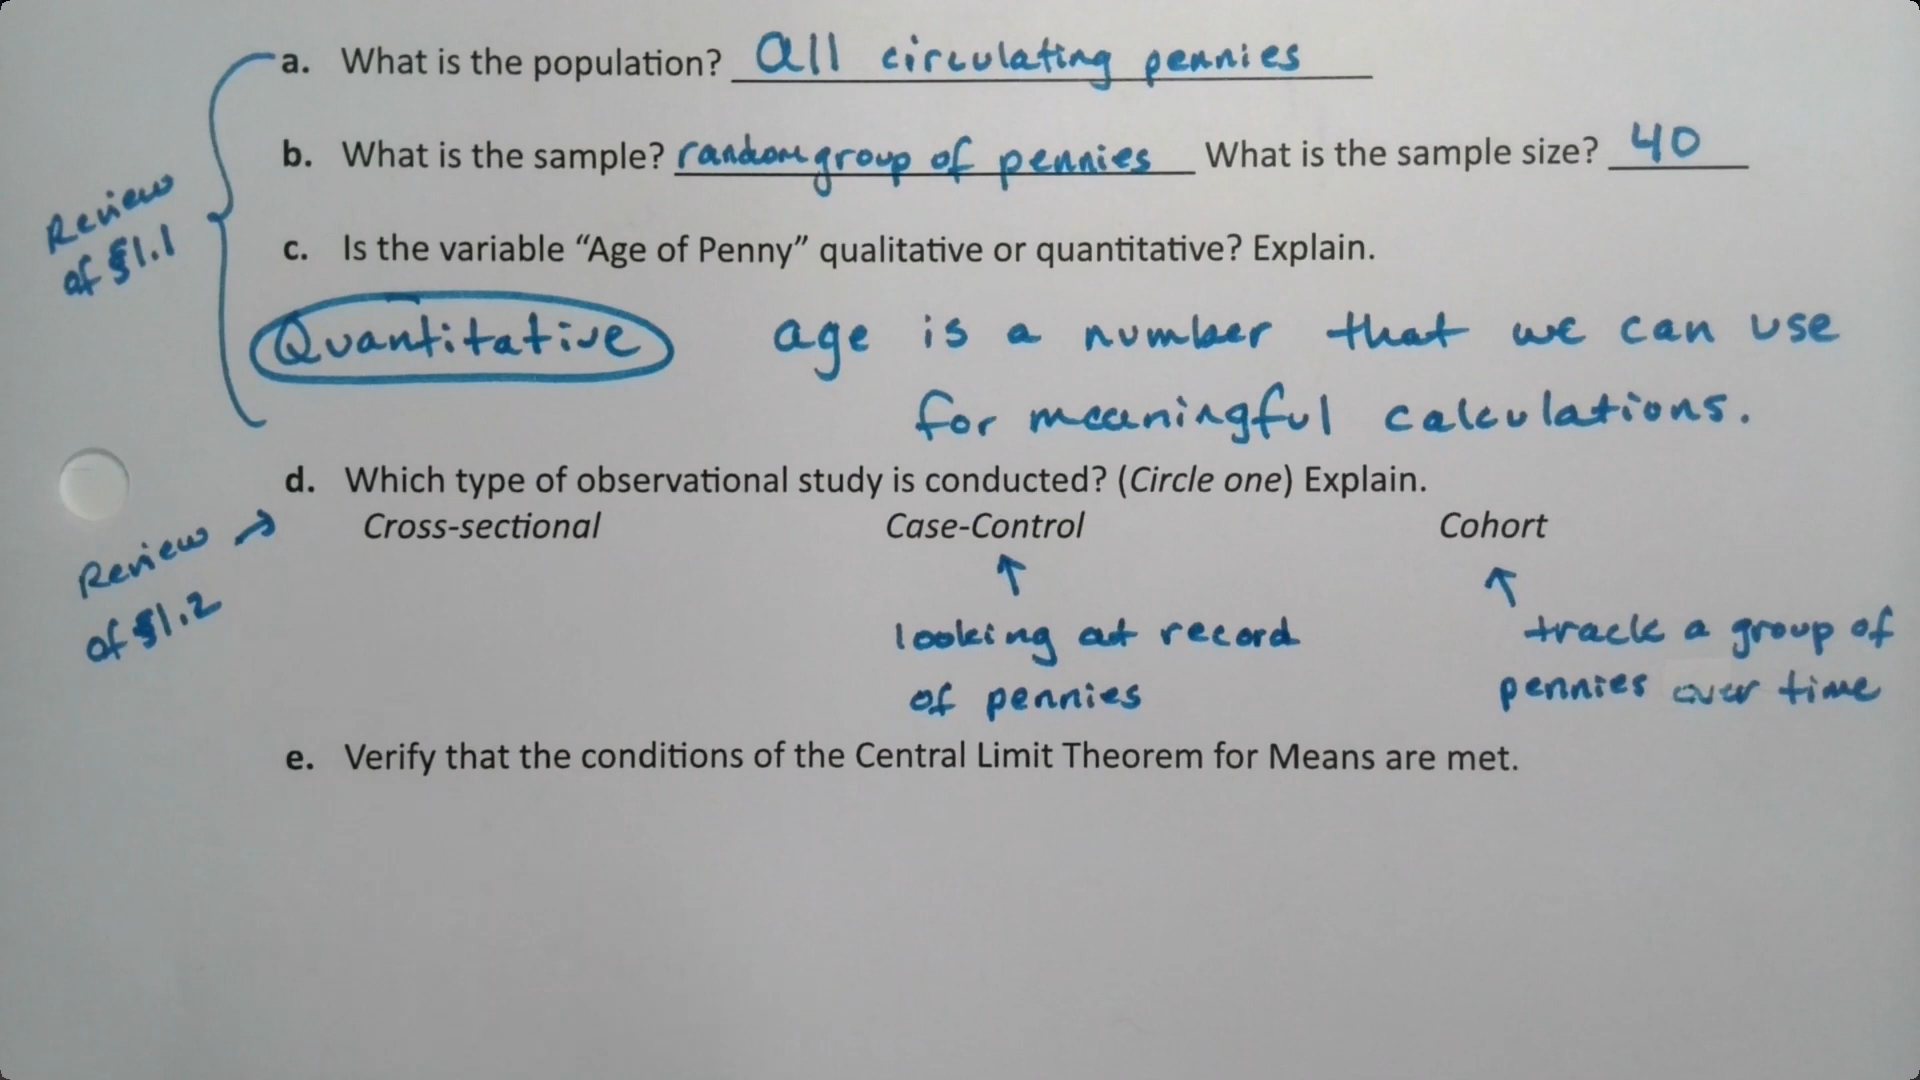 a. What is the population? all circulating pennies
b. What is the sample? random group of pennies What is the sample size? 40
Review
of §1.1
c. Is the variable “Age of Penny” qualitative or quantitative? Explain.
Quantitative age is a number that we can use
for meaningful calculations.
d. Which type of observational study is conducted? (Circle one) Explain.
Cross-sectional Case-Control Cohort
Review →
of §1.2
↑ looking at record
of pennies
↑ track a group of
pennies over time
e. Verify that the conditions of the Central Limit Theorem for Means are met.